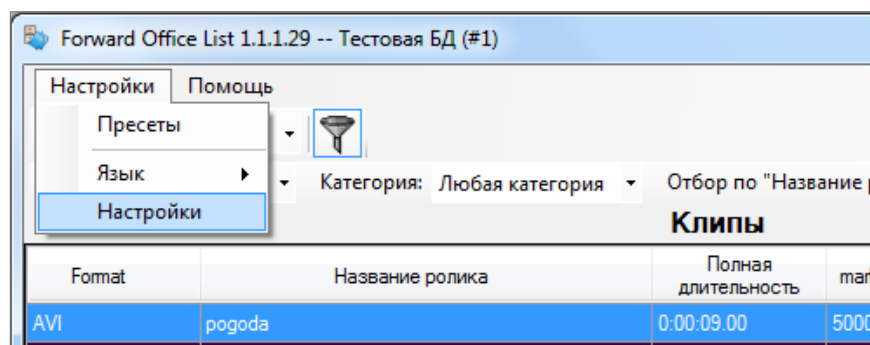 Forward Office List 1.1.1.29 -- Тестовая БД (#1)
Настройки Помощь
Пресеты
Язык
Категория: Любая категория Отбор по "Название
Настройки
Клипы
Format Название ролика Полная длительность
AVI pogoda 0:00:09.00 5000